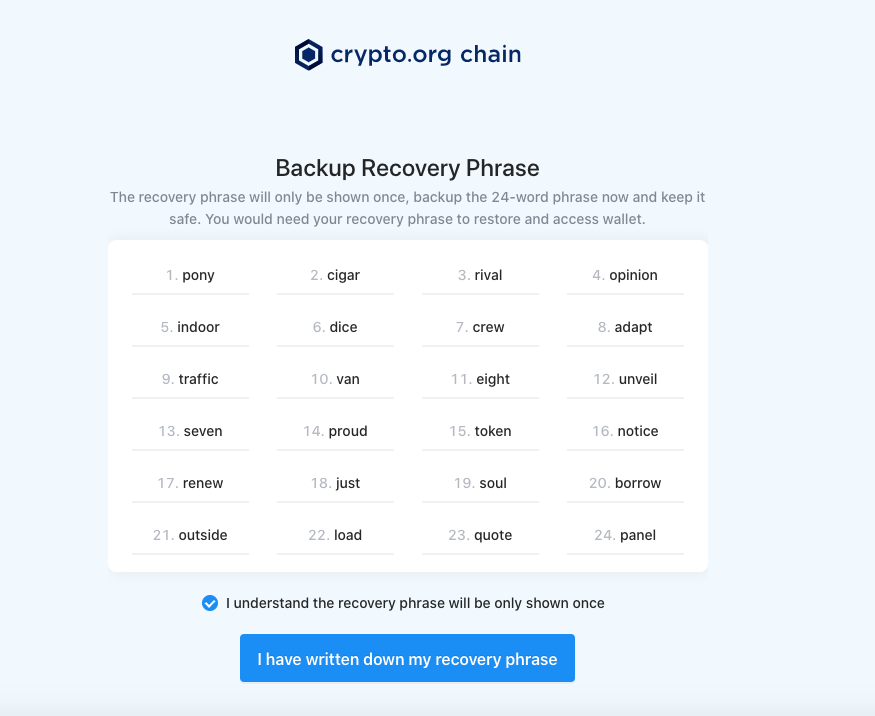 crypto.org chain
Backup Recovery Phrase
The recovery phrase will only be shown once, backup the 24-word phrase now and keep it
safe. You would need your recovery phrase to restore and access wallet.
1. pony 2. cigar 3. rival 4. opinion
5. indoor 6. dice 7. crew 8. adapt
9. traffic 10. van 11. eight 12. unveil
13. seven 14. proud 15. token 16. notice
17. renew 18. just 19. soul 20. borrow
21. outside 22. load 23. quote 24. panel
I understand the recovery phrase will be only shown once
I have written down my recovery phrase